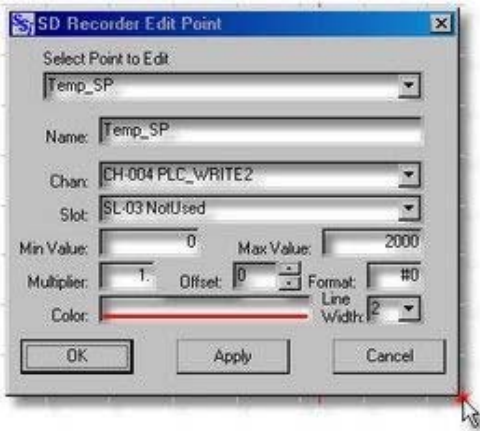 SD Recorder Edit Point
Select Point to Edit
Temp_SP
Name: Temp_SP
Chan: CH-004 PLC_WRITE2
Slot: SL-03 NotUsed
Min Value: 0 Max Value: 2000
Multiplier: 1. Offset: 0 Format: #0
Color: Line Width: 2
OK Apply Cancel